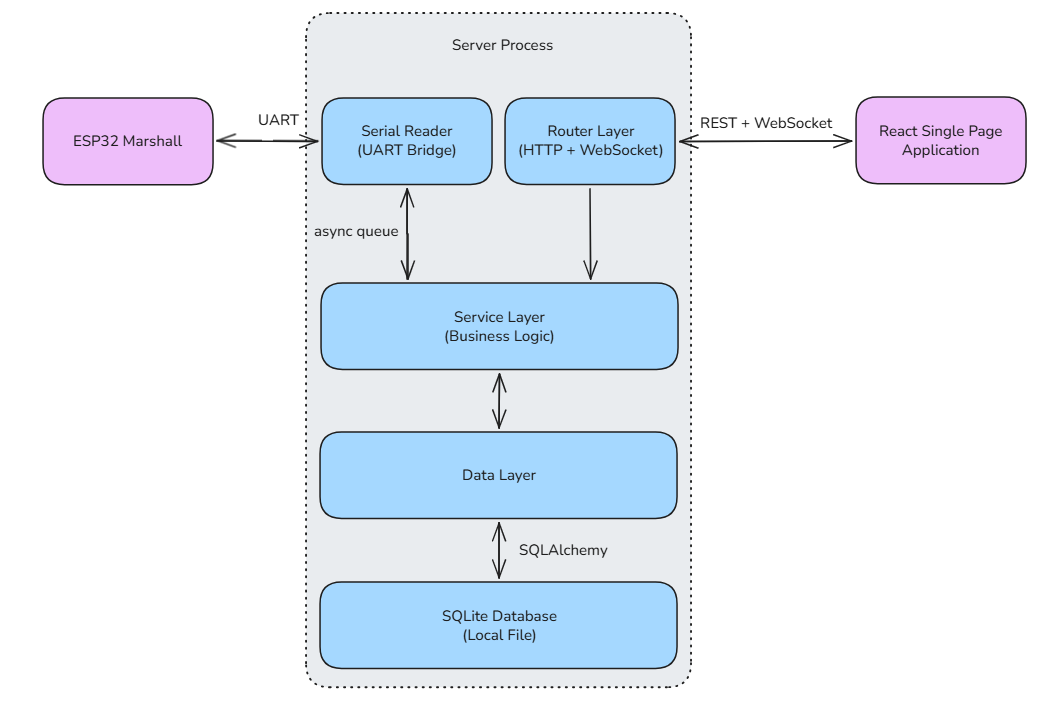 Server Process
UART
REST + WebSocket
ESP32 Marshall
Serial Reader
(UART Bridge)
Router Layer
(HTTP + WebSocket)
React Single Page
Application
async queue
Service Layer
(Business Logic)
Data Layer
SQLAlchemy
SQLite Database
(Local File)